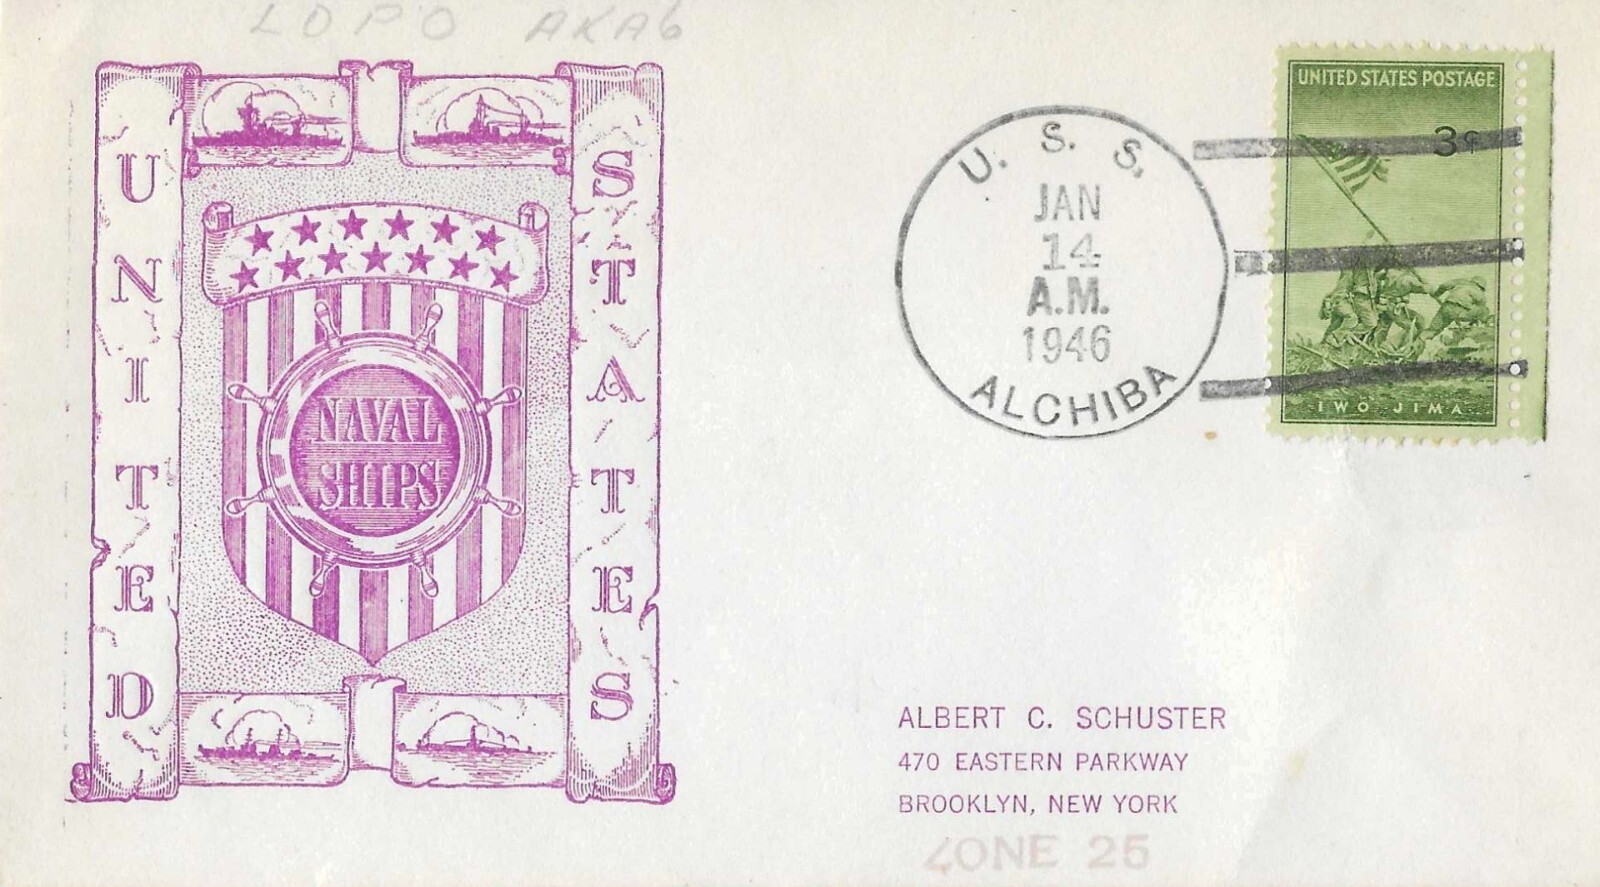 LDPO AKA6
UNITED
STATES
NAVAL
SHIPS
U. S. S.
JAN
14
A.M.
1946
ALCHIBA
UNITED STATES POSTAGE
3¢
IWO JIMA
ALBERT C. SCHUSTER
470 EASTERN PARKWAY
BROOKLYN, NEW YORK
ZONE 25